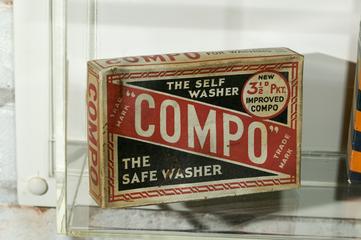 COMPO FOR WASHING
COMPO
THE SELF
WASHER
NEW
3½D PKT.
IMPROVED
COMPO
TRADE
MARK
"COMPO"
TRADE
MARK
THE
SAFE WASHER